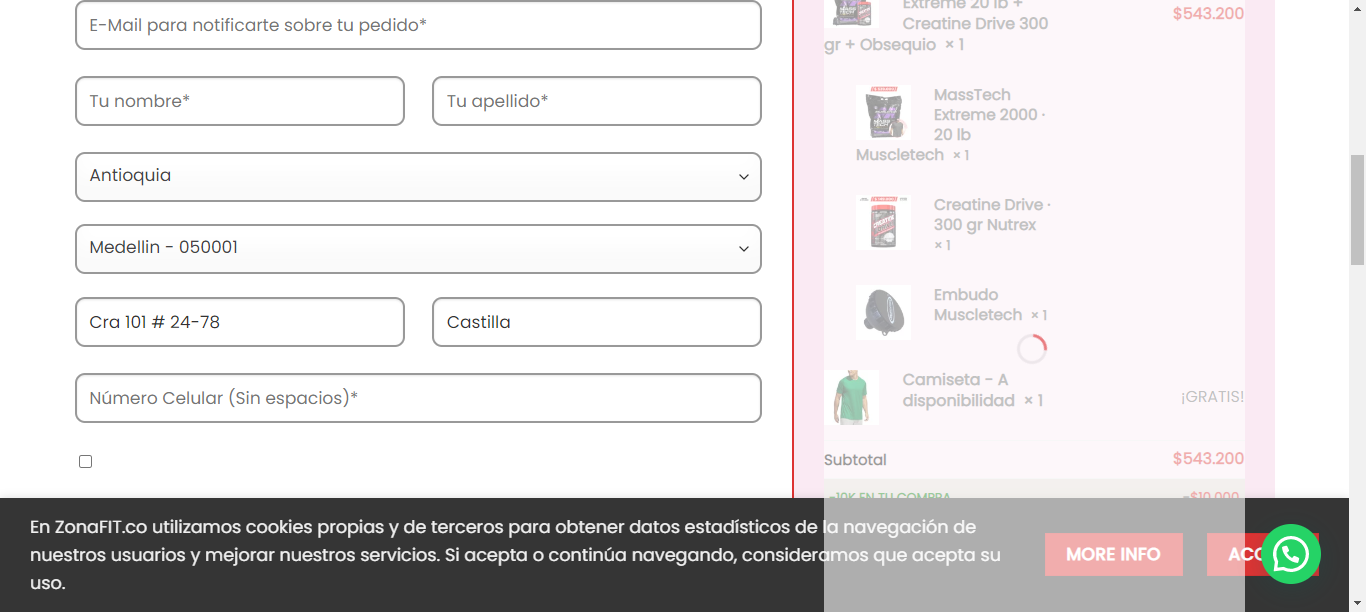 E-Mail para notificarte sobre tu pedido*
Tu nombre*
Tu apellido*
Antioquia
Medellin - 050001
Cra 101 # 24-78
Castilla
Número Celular (Sin espacios)*
Extreme 20 lb +
Creatine Drive 300
gr + Obsequio × 1
$543.200
MassTech
Extreme 2000 ·
20 lb
Muscletech × 1
Creatine Drive ·
300 gr Nutrex
× 1
Embudo
Muscletech × 1
Camiseta - A
disponibilidad × 1
¡GRATIS!
Subtotal
$543.200
-10K EN TU COMPRA
-$10.000
En ZonaFIT.co utilizamos cookies propias y de terceros para obtener datos estadísticos de la navegación de
nuestros usuarios y mejorar nuestros servicios. Si acepta o continúa navegando, consideramos que acepta su
uso.
MORE INFO